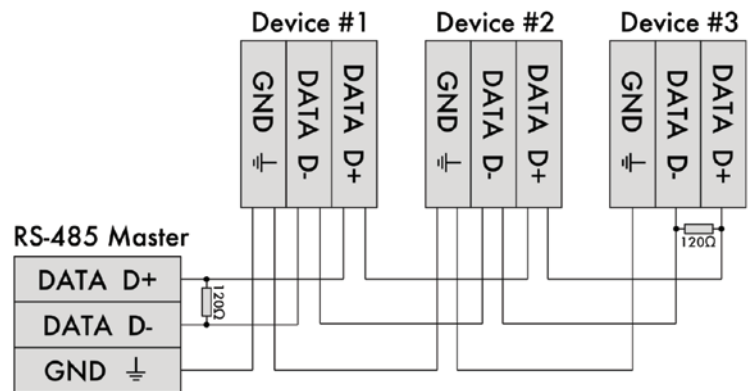 Device #1
Device #2
Device #3
GND ⏚
DATA D-
DATA D+
GND ⏚
DATA D-
DATA D+
GND ⏚
DATA D-
DATA D+
120Ω
RS-485 Master
DATA D+
DATA D-
GND ⏚
120Ω